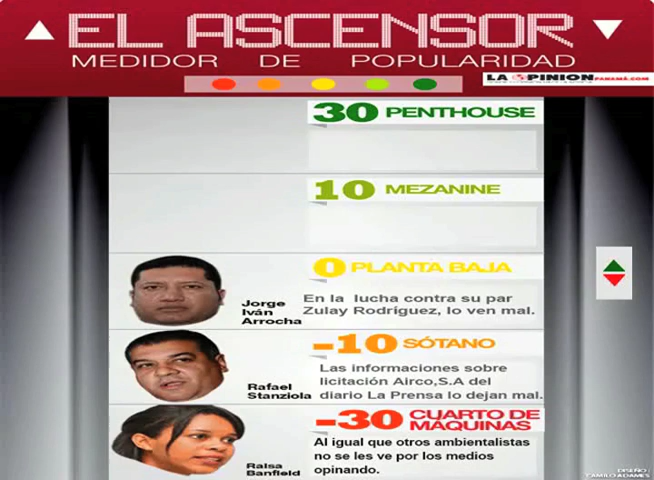 EL ASCENSOR
MEDIDOR DE POPULARIDAD
LA OPINION PANAMÁ.COM
30 PENTHOUSE
10 MEZANINE
0 PLANTA BAJA
Jorge
Iván
Arrocha
En la lucha contra su par
Zulay Rodríguez, lo ven mal.
-10 SÓTANO
Rafael
Stanziola
Las informaciones sobre
licitación Airco,S.A del
diario La Prensa lo dejan mal.
-30 CUARTO DE
MAQUINAS
Raisa
Banfield
Al igual que otros ambientalistas
no se les ve por los medios
opinando.
DISEÑO:
CAMILO ADAMES